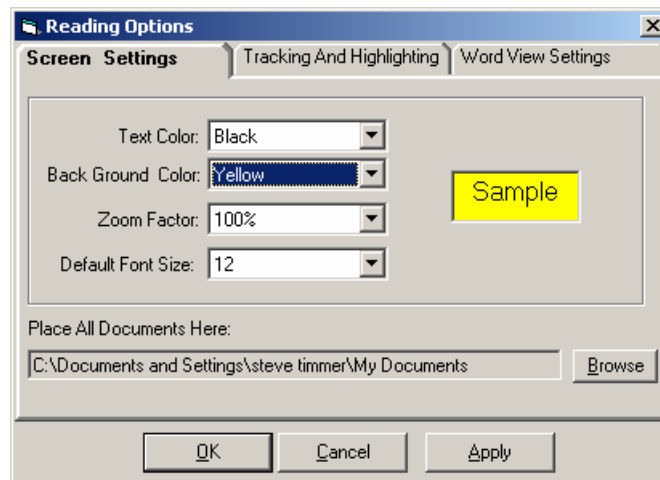 Reading Options
Screen Settings
Tracking And Highlighting
Word View Settings
Text Color: Black
Back Ground Color: Yellow
Sample
Zoom Factor: 100%
Default Font Size: 12
Place All Documents Here:
C:\Documents and Settings\steve timmer\My Documents
Browse
OK
Cancel
Apply